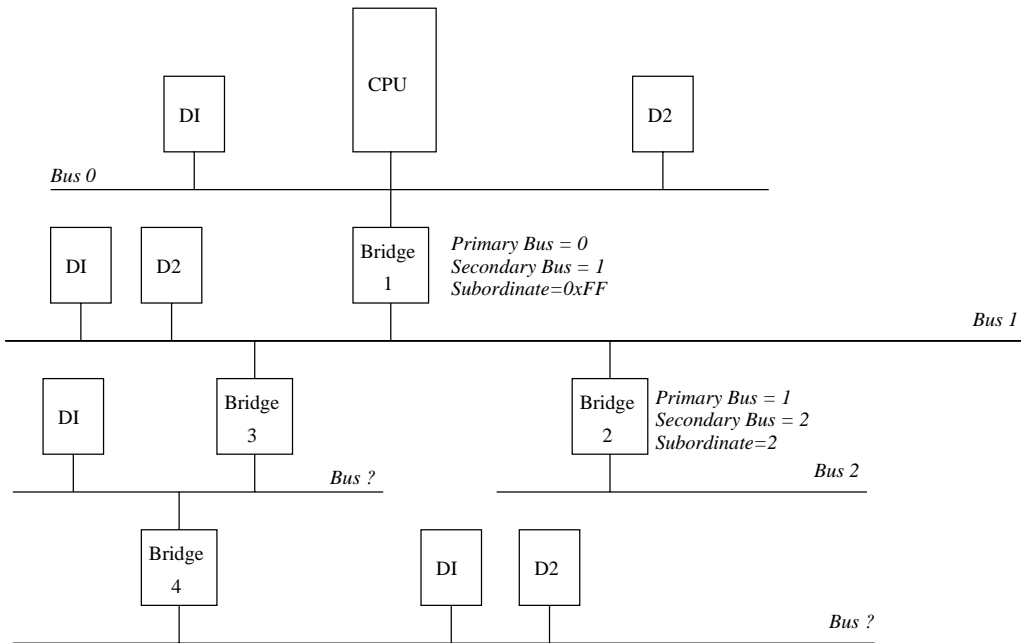 CPU
DI
D2
Bus 0
Bridge
1
Primary Bus = 0
Secondary Bus = 1
Subordinate=0xFF
DI
D2
Bus 1
DI
Bridge
3
Bridge
2
Primary Bus = 1
Secondary Bus = 2
Subordinate=2
Bus ?
Bus 2
Bridge
4
DI
D2
Bus ?